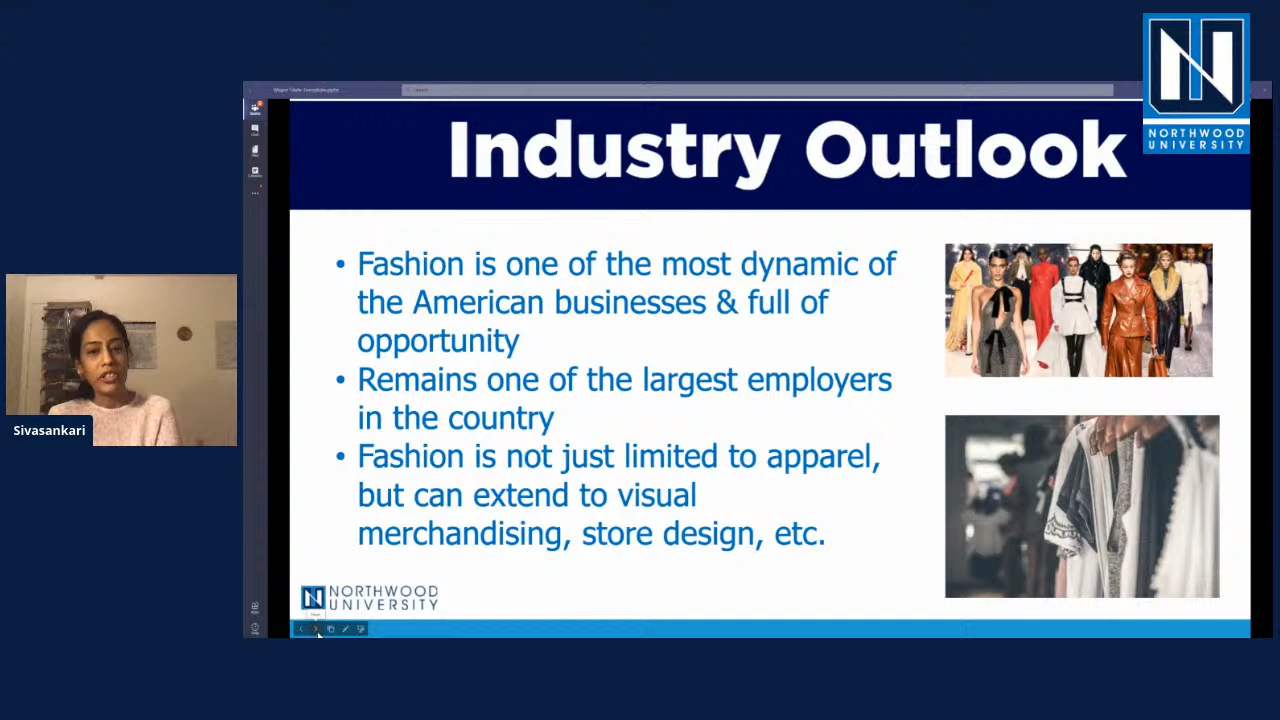 NORTHWOOD
UNIVERSITY
Search
Industry Outlook
• Fashion is one of the most dynamic of
the American businesses & full of
opportunity
• Remains one of the largest employers
in the country
• Fashion is not just limited to apparel,
but can extend to visual
merchandising, store design, etc.
Sivasankari
NORTHWOOD
UNIVERSITY